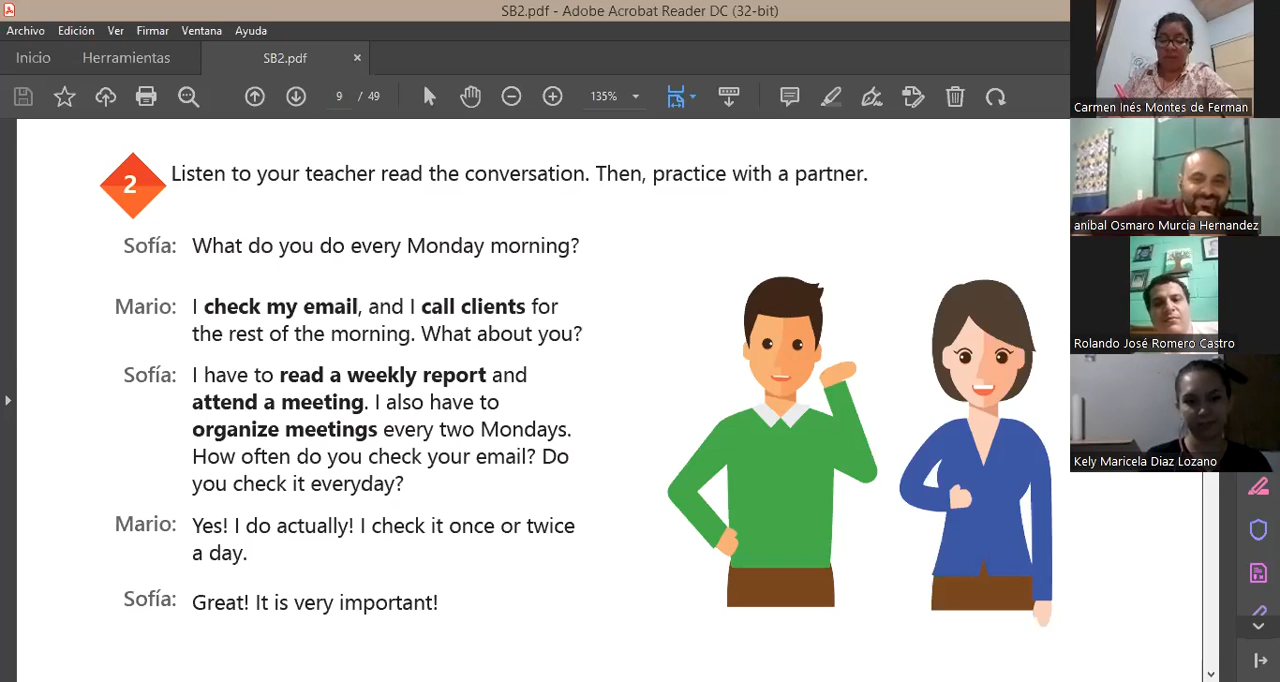 SB2.pdf - Adobe Acrobat Reader DC (32-bit)
Archivo Edición Ver Firmar Ventana Ayuda
Inicio Herramientas SB2.pdf ×
9 / 49 135%
2 Listen to your teacher read the conversation. Then, practice with a partner.
Sofía: What do you do every Monday morning?
Mario: I check my email, and I call clients for
the rest of the morning. What about you?
Sofía: I have to read a weekly report and
attend a meeting. I also have to
organize meetings every two Mondays.
How often do you check your email? Do
you check it everyday?
Mario: Yes! I do actually! I check it once or twice
a day.
Sofía: Great! It is very important!
Carmen Inés Montes de Ferman
anibal Osmaro Murcia Hernandez
Rolando José Romero Castro
Kely Maricela Diaz Lozano